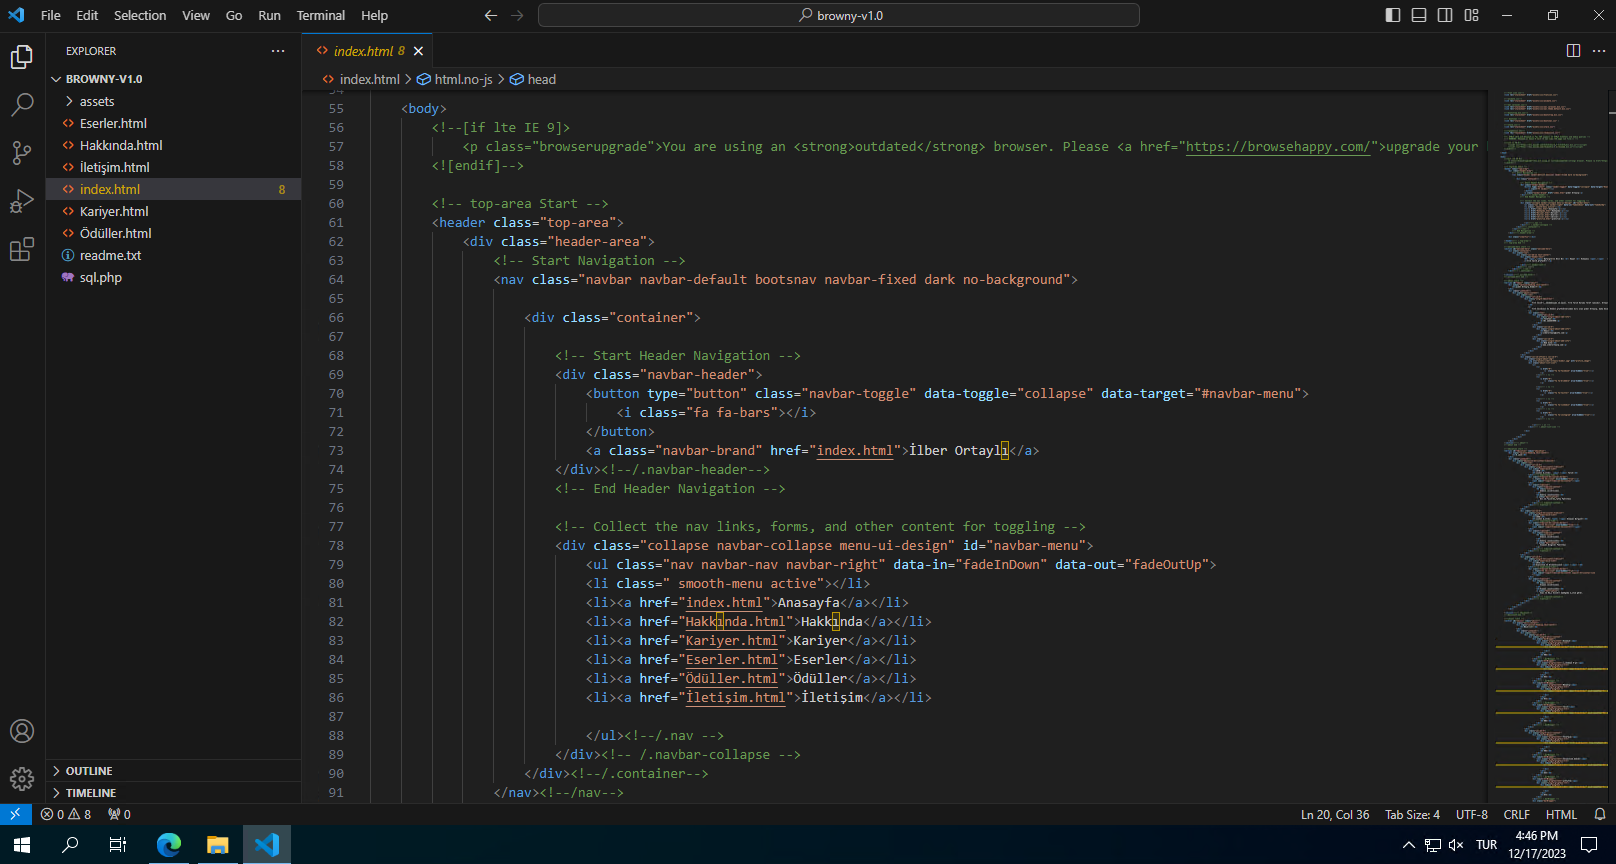 File Edit Selection View Go Run Terminal Help
browny-v1.0
EXPLORER
BROWNY-V1.0
assets
Eserler.html
Hakkında.html
İletişim.html
index.html 8
Kariyer.html
Ödüller.html
readme.txt
sql.php
OUTLINE
TIMELINE
index.html 8
index.html > html.no-js > head
55 <body>
56 <!--[if lte IE 9]>
57 <p class="browserupgrade">You are using an <strong>outdated</strong> browser. Please <a href="https://browsehappy.com/">upgrade your
58 <![endif]-->
59
60 <!-- top-area Start -->
61 <header class="top-area">
62 <div class="header-area">
63 <!-- Start Navigation -->
64 <nav class="navbar navbar-default bootsnav navbar-fixed dark no-background">
65
66 <div class="container">
67
68 <!-- Start Header Navigation -->
69 <div class="navbar-header">
70 <button type="button" class="navbar-toggle" data-toggle="collapse" data-target="#navbar-menu">
71 <i class="fa fa-bars"></i>
72 </button>
73 <a class="navbar-brand" href="index.html">İlber Ortaylı</a>
74 </div><!--/.navbar-header-->
75 <!-- End Header Navigation -->
76
77 <!-- Collect the nav links, forms, and other content for toggling -->
78 <div class="collapse navbar-collapse menu-ui-design" id="navbar-menu">
79 <ul class="nav navbar-nav navbar-right" data-in="fadeInDown" data-out="fadeOutUp">
80 <li class=" smooth-menu active"></li>
81 <li><a href="index.html">Anasayfa</a></li>
82 <li><a href="Hakkında.html">Hakkında</a></li>
83 <li><a href="Kariyer.html">Kariyer</a></li>
84 <li><a href="Eserler.html">Eserler</a></li>
85 <li><a href="Ödüller.html">Ödüller</a></li>
86 <li><a href="İletişim.html">İletişim</a></li>
87
88 </ul><!--/.nav -->
89 </div><!-- /.navbar-collapse -->
90 </div><!--/.container-->
91 </nav><!--/nav-->
0 8 0 Ln 20, Col 36 Tab Size: 4 UTF-8 CRLF HTML
TUR
4:46 PM
12/17/2023